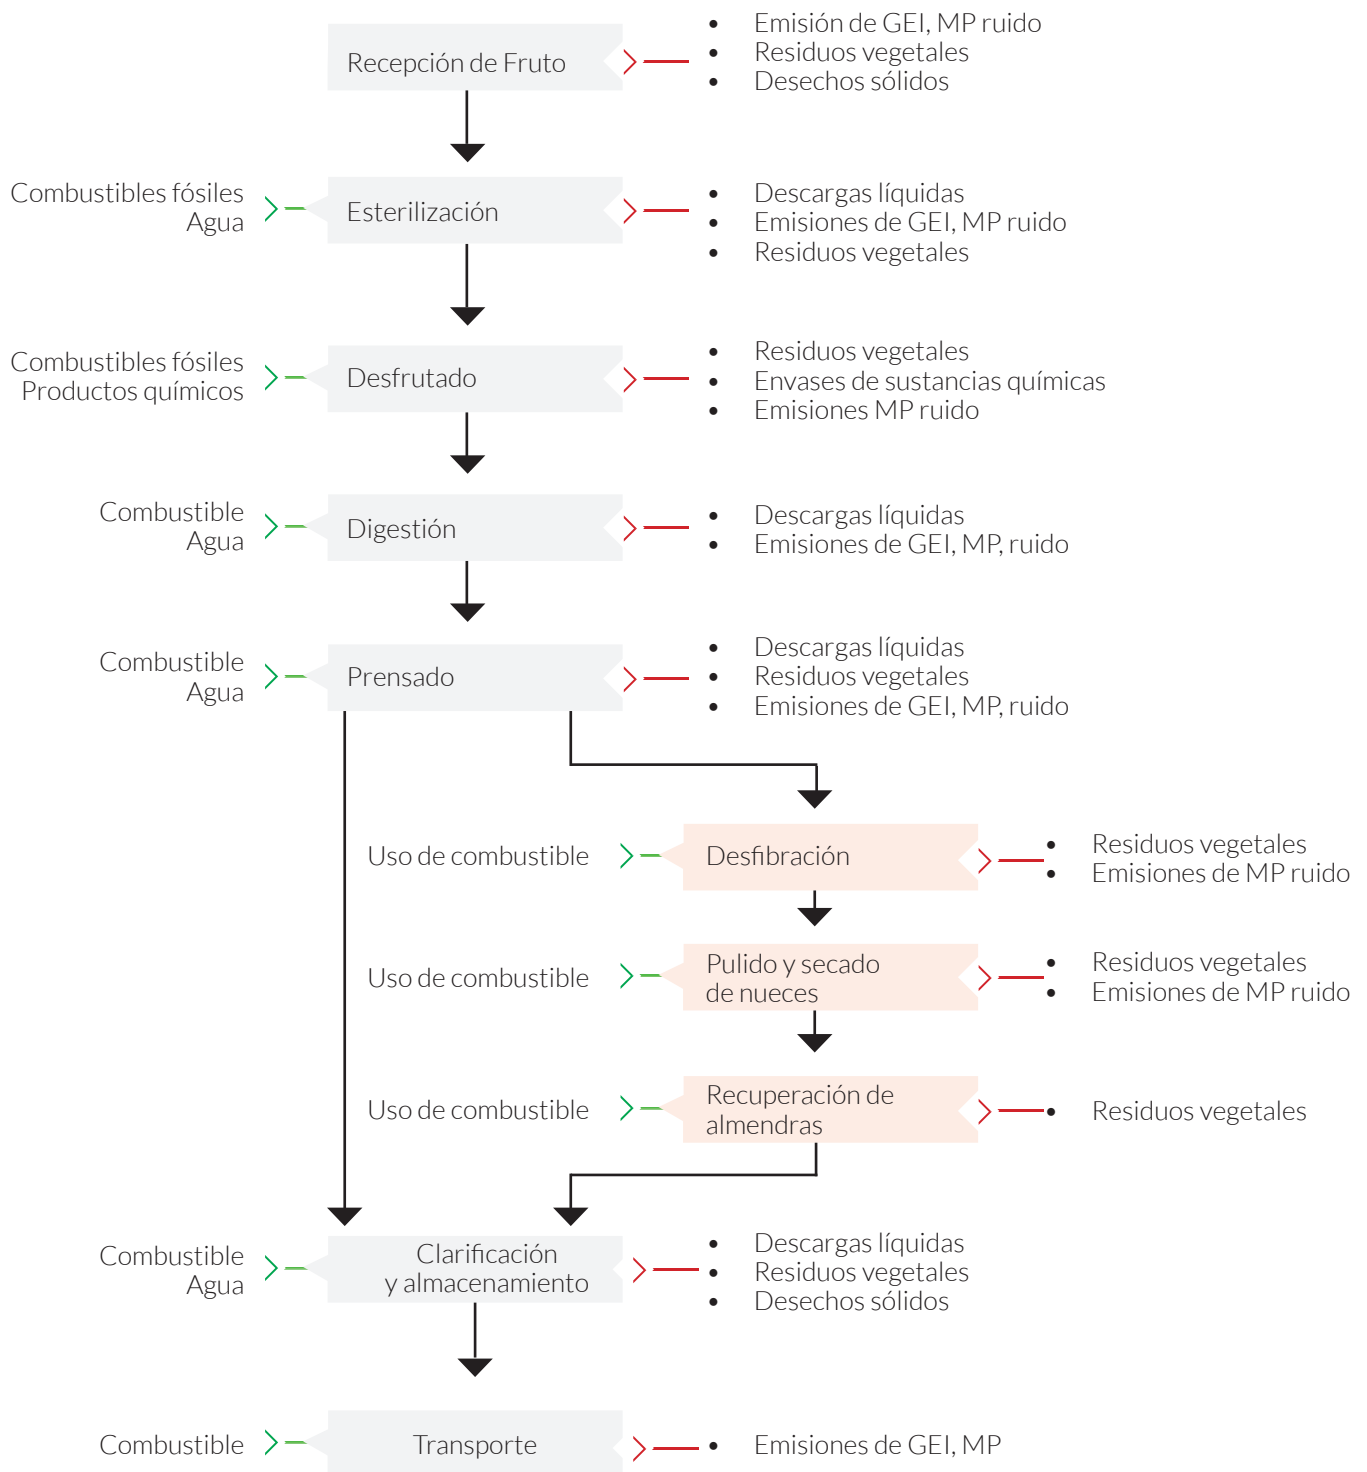 Recepción de Fruto
• Emisión de GEI, MP ruido
• Residuos vegetales
• Desechos sólidos
Combustibles fósiles
Agua
Esterilización
• Descargas líquidas
• Emisiones de GEI, MP ruido
• Residuos vegetales
Combustibles fósiles
Productos químicos
Desfrutado
• Residuos vegetales
• Envases de sustancias químicas
• Emisiones MP ruido
Combustible
Agua
Digestión
• Descargas líquidas
• Emisiones de GEI, MP, ruido
Combustible
Agua
Prensado
• Descargas líquidas
• Residuos vegetales
• Emisiones de GEI, MP, ruido
Uso de combustible
Desfibración
• Residuos vegetales
• Emisiones de MP ruido
Uso de combustible
Pulido y secado
de nueces
• Residuos vegetales
• Emisiones de MP ruido
Uso de combustible
Recuperación de
almendras
• Residuos vegetales
Combustible
Agua
Clarificación
y almacenamiento
• Descargas líquidas
• Residuos vegetales
• Desechos sólidos
Combustible
Transporte
• Emisiones de GEI, MP